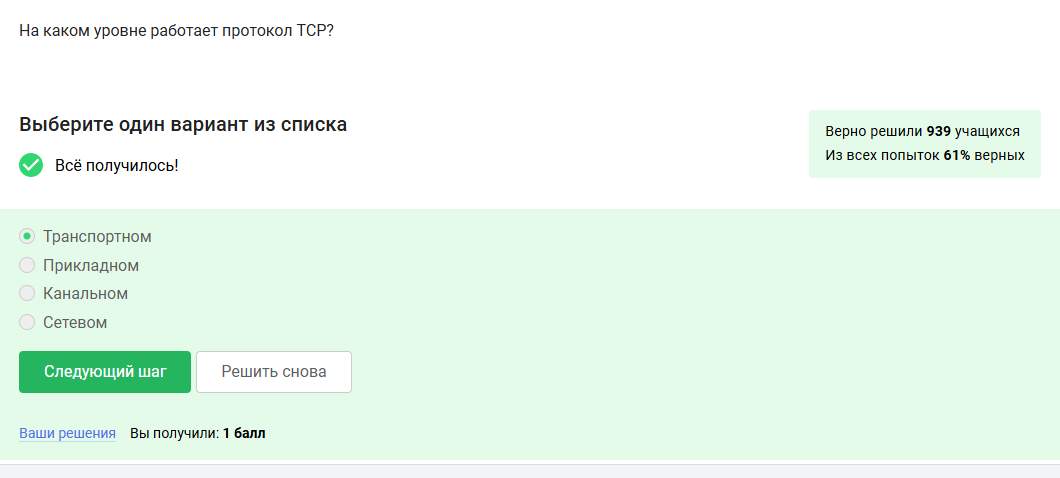 На каком уровне работает протокол TCP?
Выберите один вариант из списка
Всё получилось!
Верно решили 939 учащихся
Из всех попыток 61% верных
Транспортном
Прикладном
Канальном
Сетевом
Следующий шаг
Решить снова
Ваши решения Вы получили: 1 балл